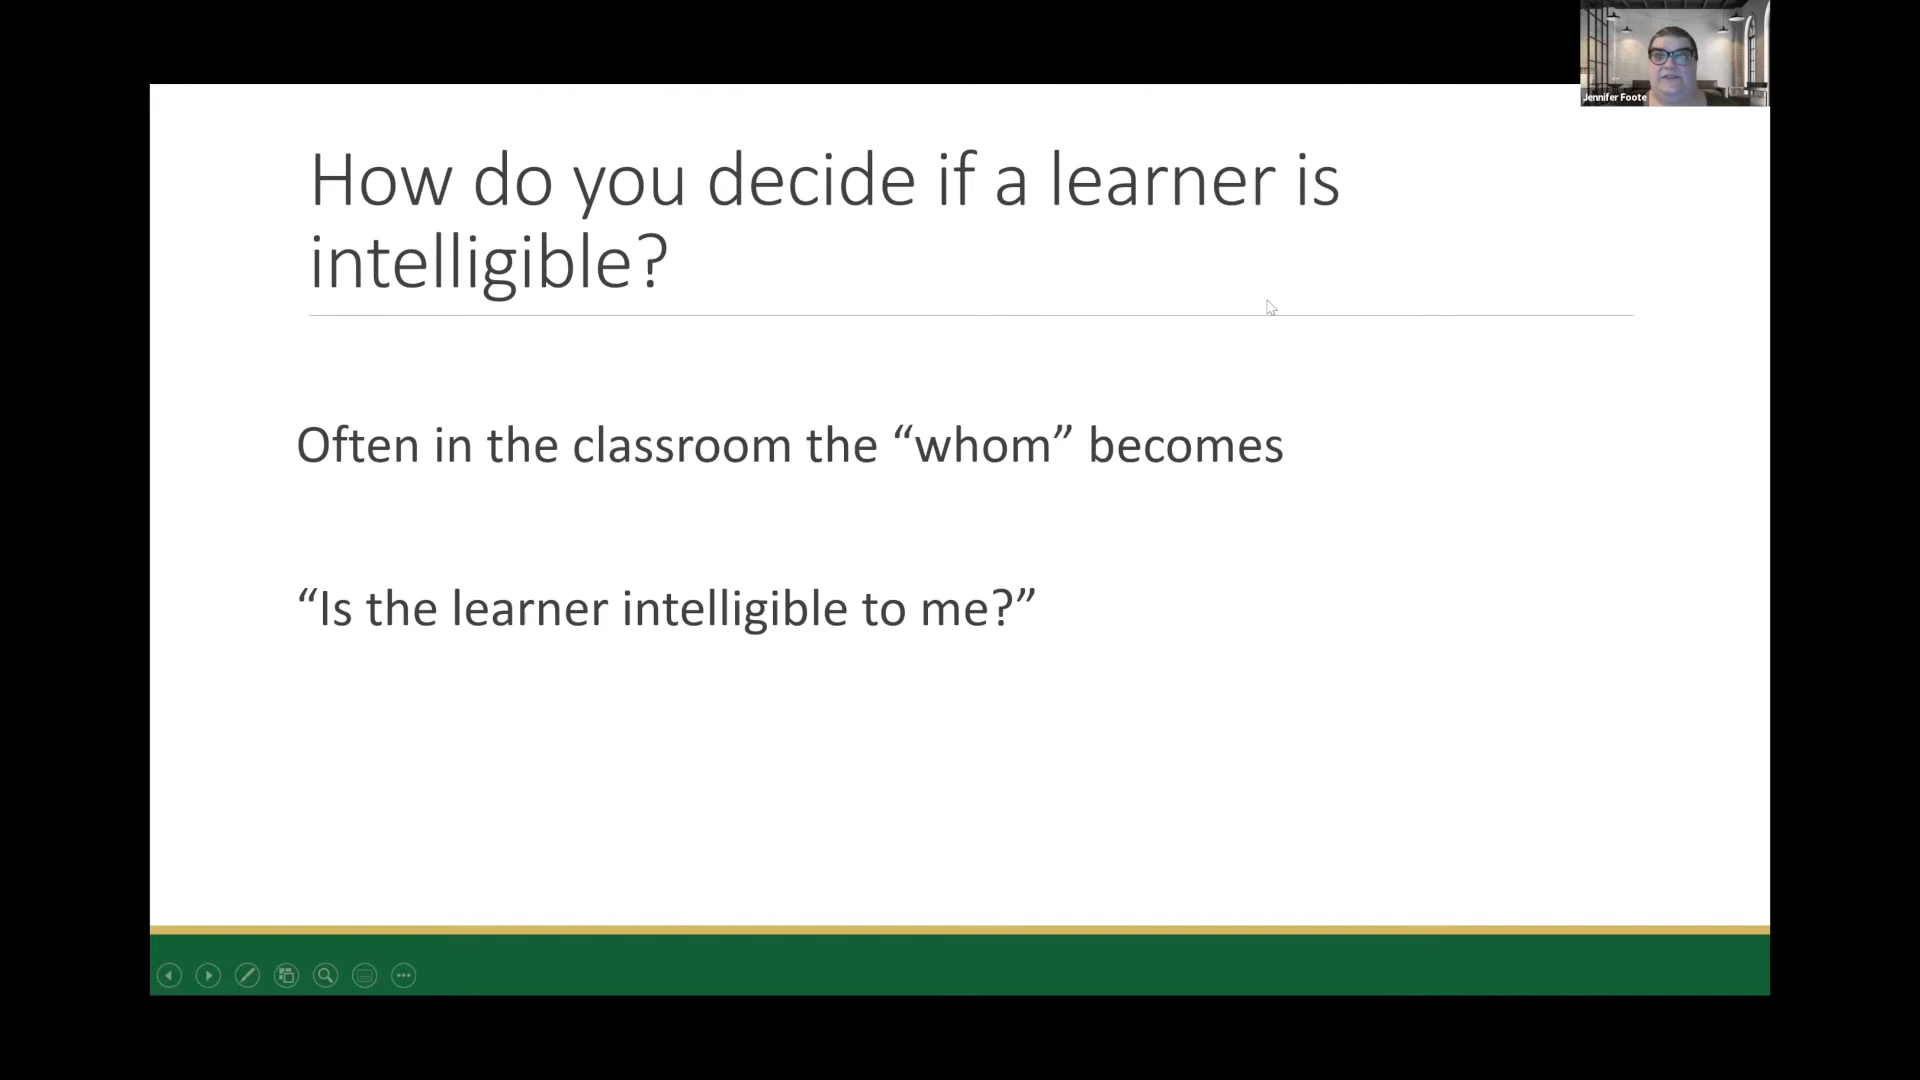 Jennifer Foote
How do you decide if a learner is
intelligible?
Often in the classroom the “whom” becomes
“Is the learner intelligible to me?”